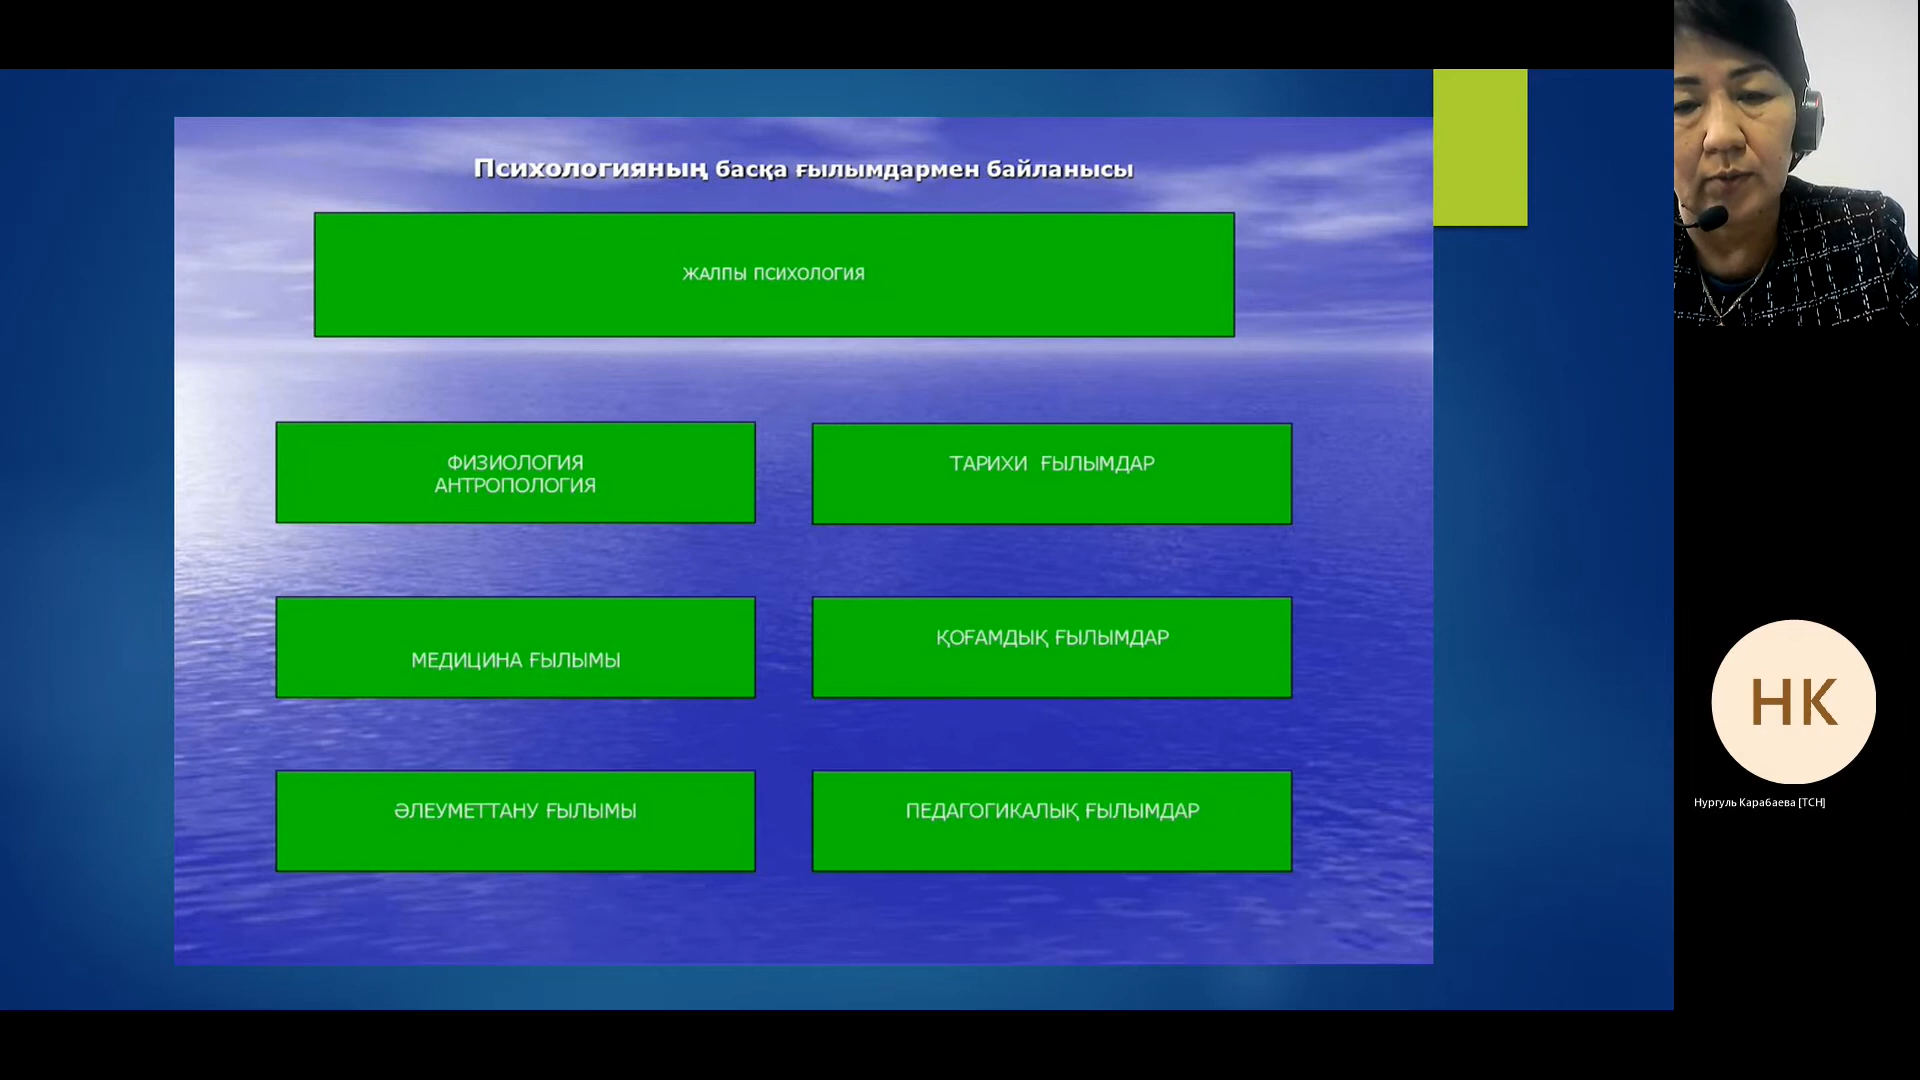 Психологияның басқа ғылымдармен байланысы
ЖАЛПЫ ПСИХОЛОГИЯ
ФИЗИОЛОГИЯ
АНТРОПОЛОГИЯ
ТАРИХИ ҒЫЛЫМДАР
МЕДИЦИНА ҒЫЛЫМЫ
ҚОҒАМДЫҚ ҒЫЛЫМДАР
ӘЛЕУМЕТТАНУ ҒЫЛЫМЫ
ПЕДАГОГИКАЛЫҚ ҒЫЛЫМДАР
НК
Нургуль Карабаева [ТСН]